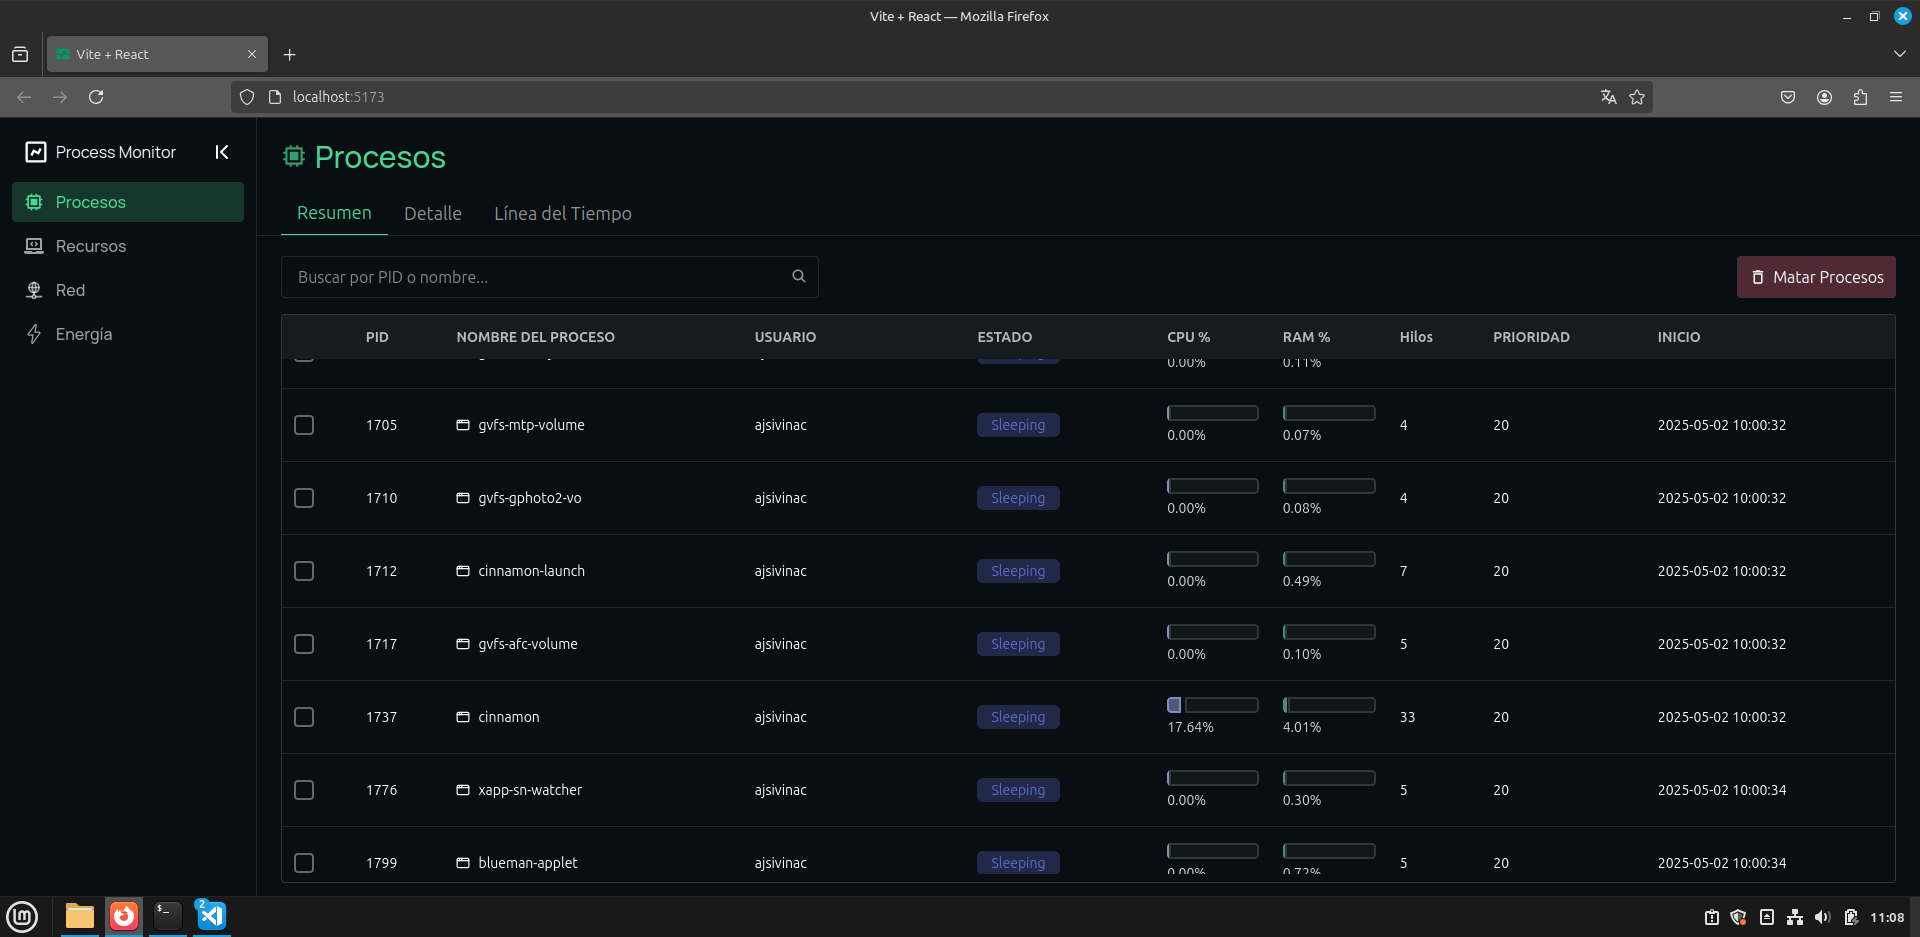 Vite + React — Mozilla Firefox
Vite + React
localhost:5173
Process Monitor
Procesos
Recursos
Red
Energía
Procesos
Resumen Detalle Línea del Tiempo
Buscar por PID o nombre...
Matar Procesos
PID NOMBRE DEL PROCESO USUARIO ESTADO CPU % RAM % Hilos PRIORIDAD INICIO
0.00% 0.11%
1705 gvfs-mtp-volume ajsivinac Sleeping 0.00% 0.07% 4 20 2025-05-02 10:00:32
1710 gvfs-gphoto2-vo ajsivinac Sleeping 0.00% 0.08% 4 20 2025-05-02 10:00:32
1712 cinnamon-launch ajsivinac Sleeping 0.00% 0.49% 7 20 2025-05-02 10:00:32
1717 gvfs-afc-volume ajsivinac Sleeping 0.00% 0.10% 5 20 2025-05-02 10:00:32
1737 cinnamon ajsivinac Sleeping 17.64% 4.01% 33 20 2025-05-02 10:00:32
1776 xapp-sn-watcher ajsivinac Sleeping 0.00% 0.30% 5 20 2025-05-02 10:00:34
1799 blueman-applet ajsivinac Sleeping 0.00% 0.72% 5 20 2025-05-02 10:00:34
2
11:08